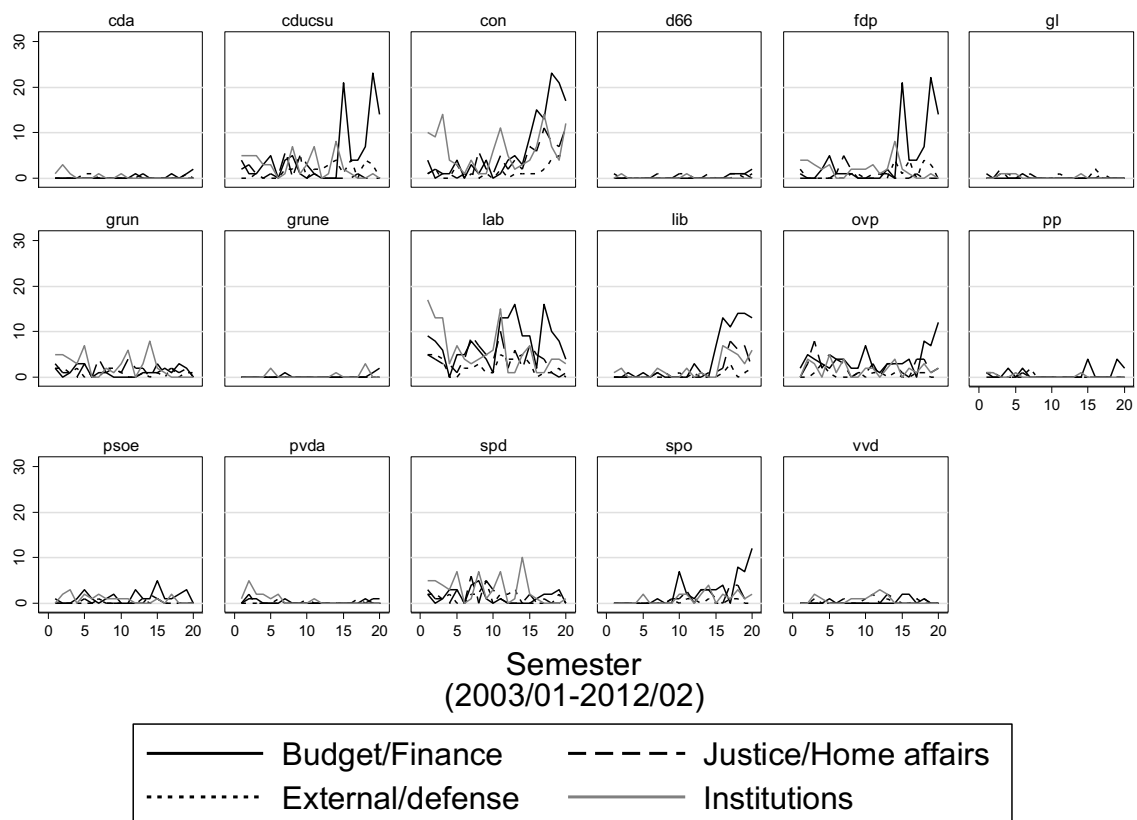 cda cducsu con d66 fdp gl
30
20
10
0
grun grune lab lib ovp pp
30
20
10
0
0 5 10 15 20
psoe pvda spd spo vvd
30
20
10
0
0 5 10 15 20 0 5 10 15 20 0 5 10 15 20 0 5 10 15 20 0 5 10 15 20
Semester
(2003/01-2012/02)
Budget/Finance Justice/Home affairs
External/defense Institutions